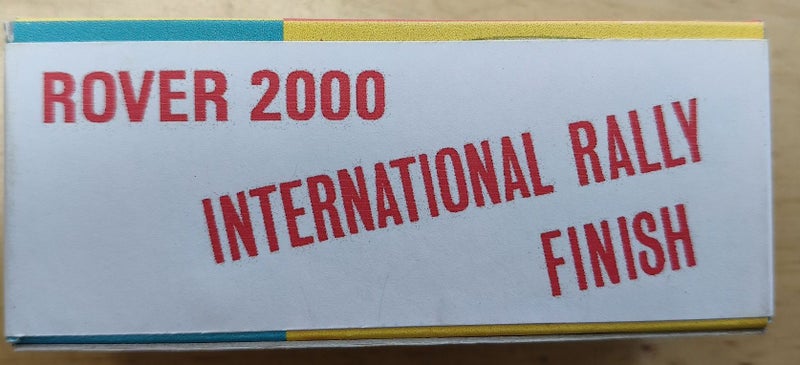 ROVER 2000
INTERNATIONAL RALLY
FINISH